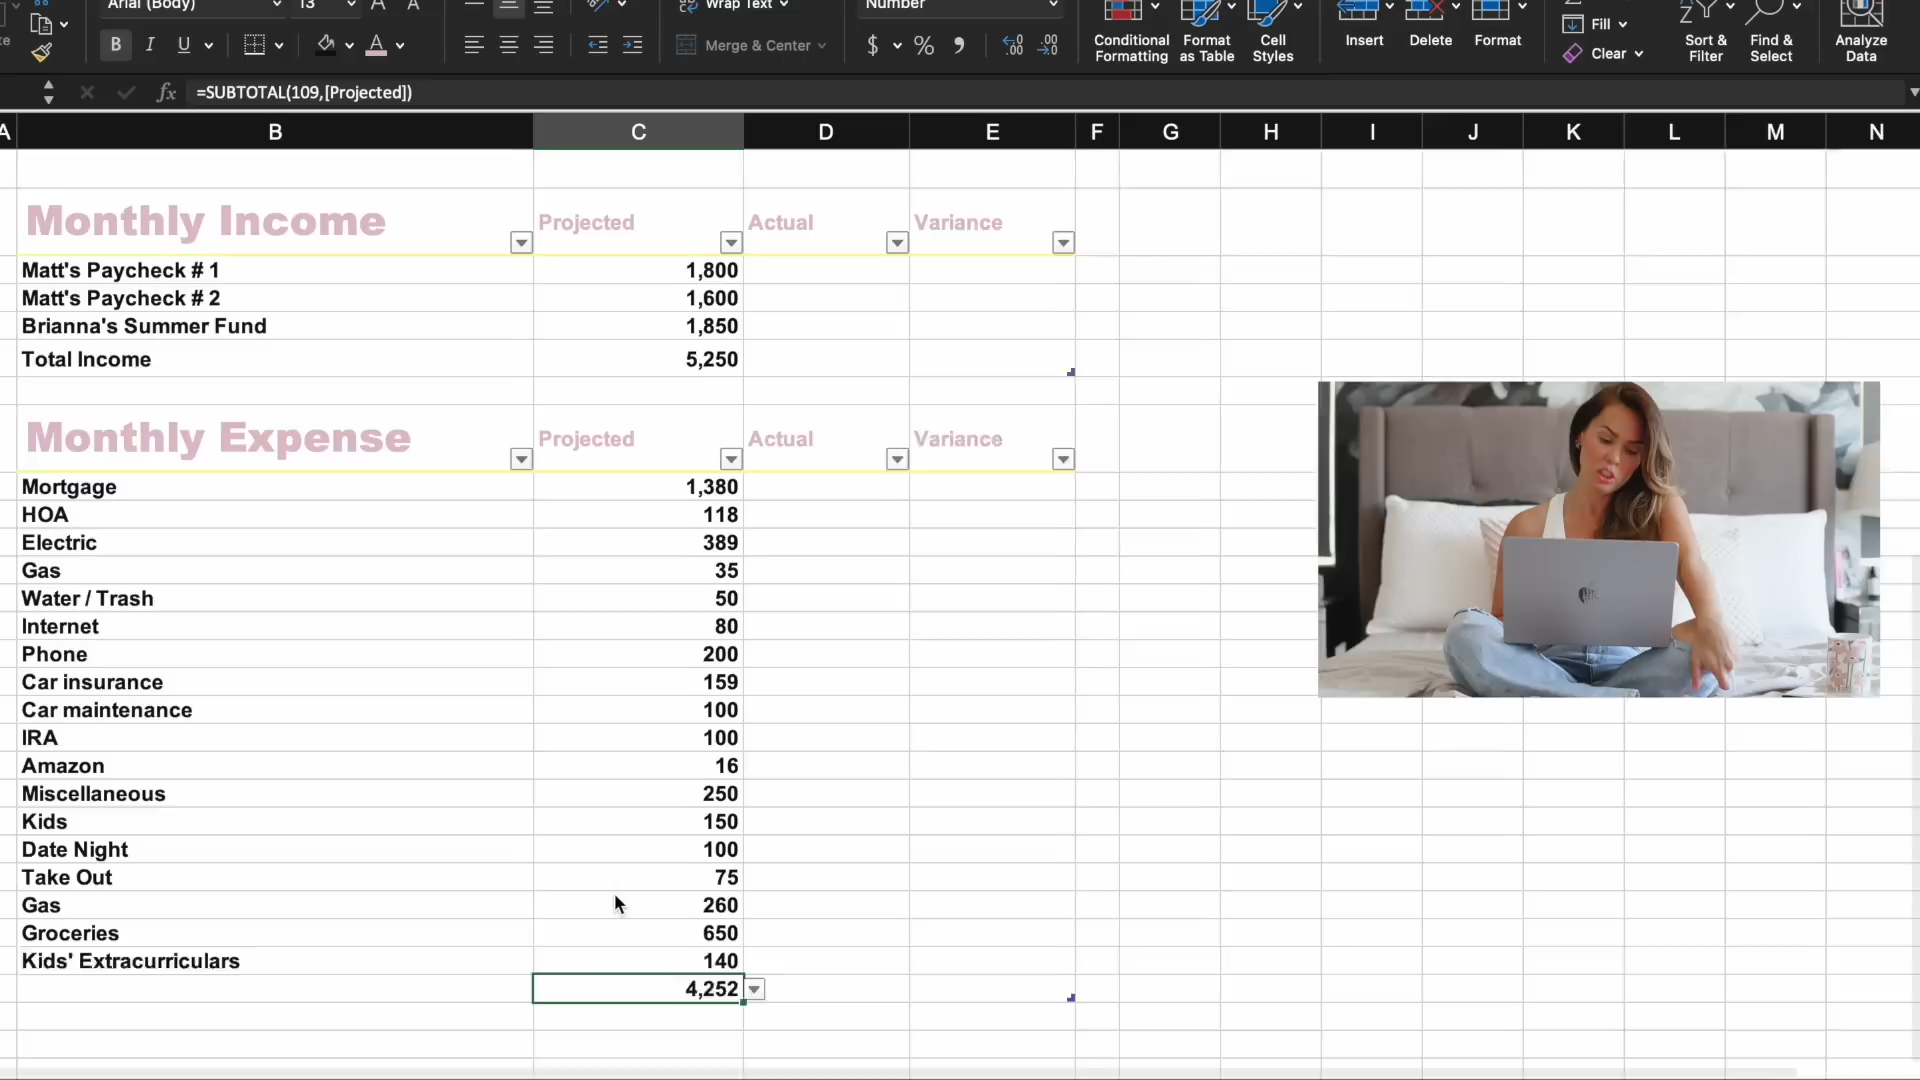 Arial (Body) 13 A A Wrap Text Number
B I U Merge & Center $ % 9 Conditional Formatting Format as Table Cell Styles Insert Delete Format Fill Clear Sort & Filter Find & Select Analyze Data
fx =SUBTOTAL(109,[Projected])
A B C D E F G H I J K L M N
Monthly Income Projected Actual Variance
Matt's Paycheck # 1 1,800
Matt's Paycheck # 2 1,600
Brianna's Summer Fund 1,850
Total Income 5,250
Monthly Expense Projected Actual Variance
Mortgage 1,380
HOA 118
Electric 389
Gas 35
Water / Trash 50
Internet 80
Phone 200
Car insurance 159
Car maintenance 100
IRA 100
Amazon 16
Miscellaneous 250
Kids 150
Date Night 100
Take Out 75
Gas 260
Groceries 650
Kids' Extracurriculars 140
4,252